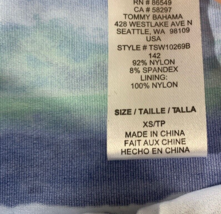 RN # 86549
CA # 58297
TOMMY BAHAMA
428 WESTLAKE AVE N
SEATTLE, WA 98109
USA
STYLE # TSW10269B
142
92% NYLON
8% SPANDEX
LINING:
100% NYLON
SIZE / TAILLE / TALLA
XS/TP
MADE IN CHINA
FAIT AUX CHINE
HECHO EN CHINA